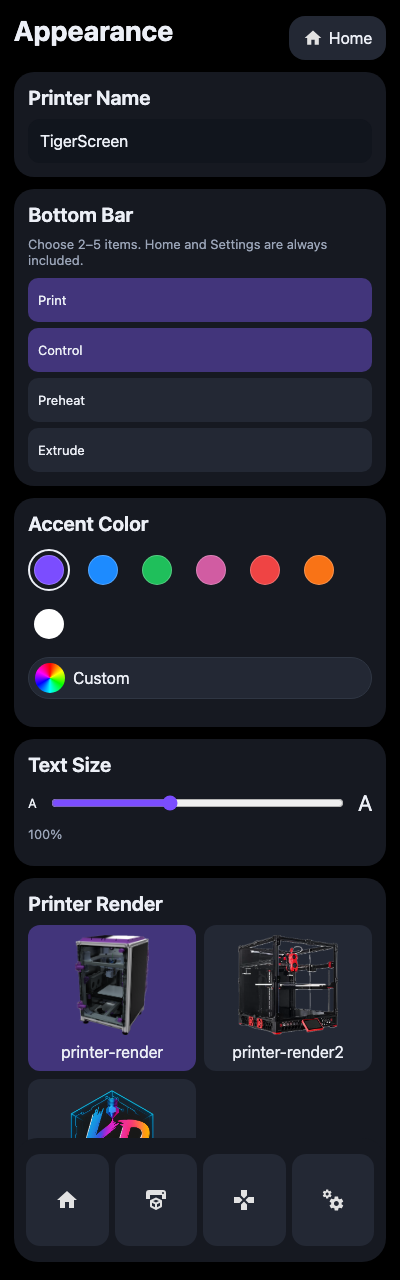 Appearance
Home
Printer Name
TigerScreen
Bottom Bar
Choose 2–5 items. Home and Settings are always
included.
Print
Control
Preheat
Extrude
Accent Color
Custom
Text Size
A
A
100%
Printer Render
printer-render
printer-render2